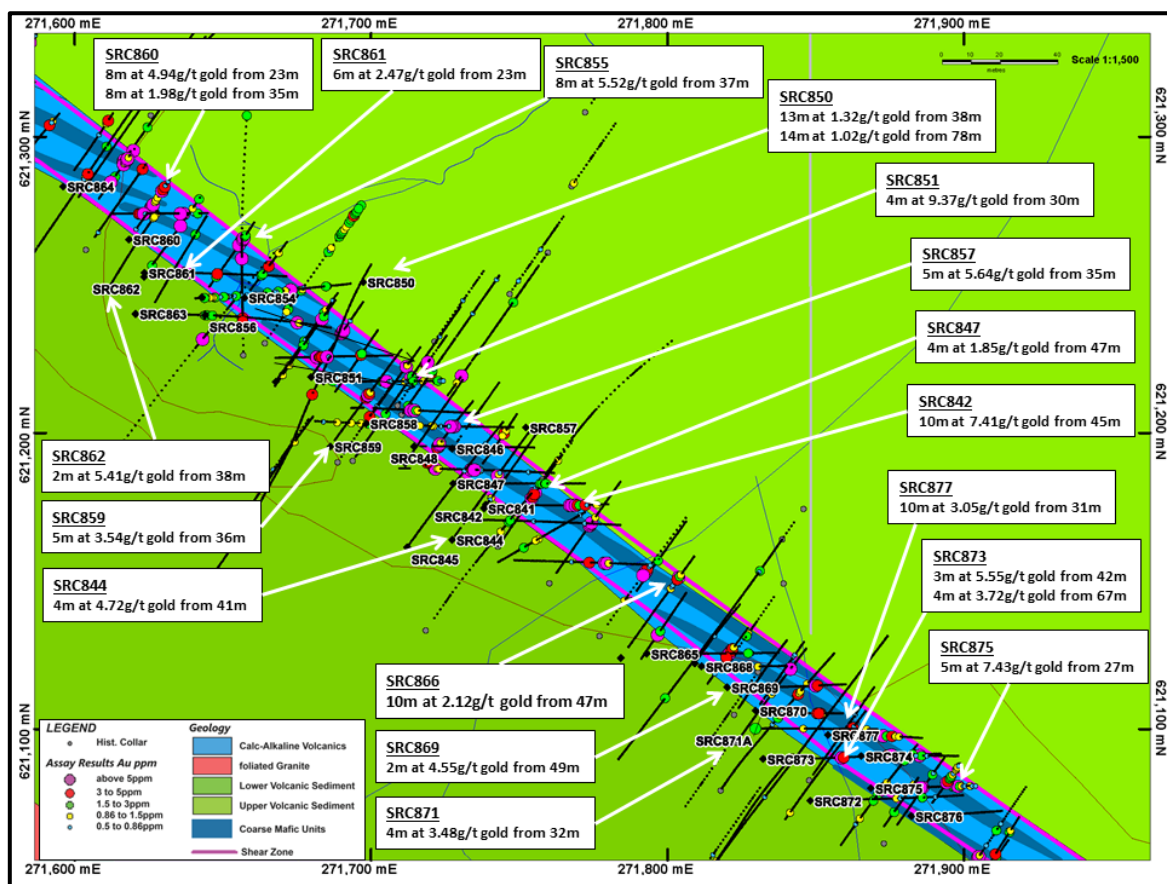 271,600 mE
271,700 mE
271,800 mE
271,900 mE
621,300 mN
621,200 mN
621,100 mN
621,300 mN
621,200 mN
621,100 mN
0 10 20 40
metres
Scale 1:1,500
SRC860
8m at 4.94g/t gold from 23m
8m at 1.98g/t gold from 35m
SRC861
6m at 2.47g/t gold from 23m
SRC855
8m at 5.52g/t gold from 37m
SRC850
13m at 1.32g/t gold from 38m
14m at 1.02g/t gold from 78m
SRC851
4m at 9.37g/t gold from 30m
SRC857
5m at 5.64g/t gold from 35m
SRC847
4m at 1.85g/t gold from 47m
SRC842
10m at 7.41g/t gold from 45m
SRC877
10m at 3.05g/t gold from 31m
SRC873
3m at 5.55g/t gold from 42m
4m at 3.72g/t gold from 67m
SRC875
5m at 7.43g/t gold from 27m
SRC862
2m at 5.41g/t gold from 38m
SRC859
5m at 3.54g/t gold from 36m
SRC844
4m at 4.72g/t gold from 41m
SRC866
10m at 2.12g/t gold from 47m
SRC869
2m at 4.55g/t gold from 49m
SRC871
4m at 3.48g/t gold from 32m
SRC864
SRC860
SRC861
SRC862
SRC863
SRC854
SRC850
SRC856
SRC851
SRC858
SRC857
SRC859
SRC848
SRC846
SRC847
SRC841
SRC842
SRC844
SRC845
SRC865
SRC868
SRC869
SRC870
SRC871A
SRC877
SRC873
SRC874
SRC875
SRC872
SRC876
LEGEND
Hist. Collar
Assay Results Au ppm
above 5ppm
3 to 5ppm
1.5 to 3ppm
0.86 to 1.5ppm
0.5 to 0.86ppm
Geology
Calc-Alkaline Volcanics
foliated Granite
Lower Volcanic Sediment
Upper Volcanic Sediment
Coarse Mafic Units
Shear Zone
271,600 mE
271,700 mE
271,800 mE
271,900 mE